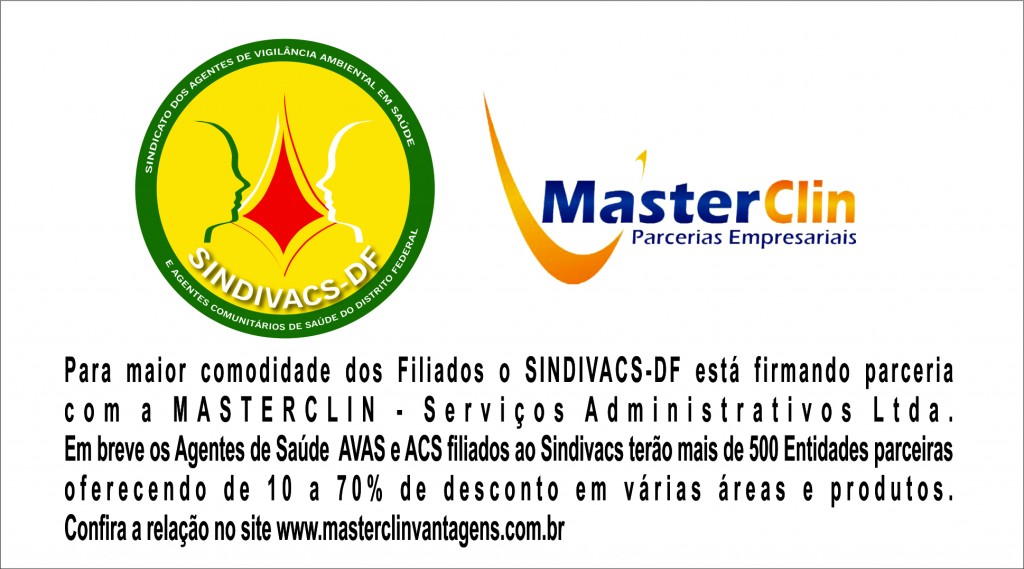 SINDICATO DOS AGENTES DE VIGILÂNCIA AMBIENTAL EM SAÚDE
SINDIVACS-DF
E AGENTES COMUNITÁRIOS DE SAÚDE DO DISTRITO FEDERAL
MasterClin
Parcerias Empresariais
Para maior comodidade dos Filiados o SINDIVACS-DF está firmando parceria
com a MASTERCLIN - Serviços Administrativos Ltda.
Em breve os Agentes de Saúde AVAS e ACS filiados ao Sindivacs terão mais de 500 Entidades parceiras
oferecendo de 10 a 70% de desconto em várias áreas e produtos.
Confira a relação no site www.masterclinvantagens.com.br